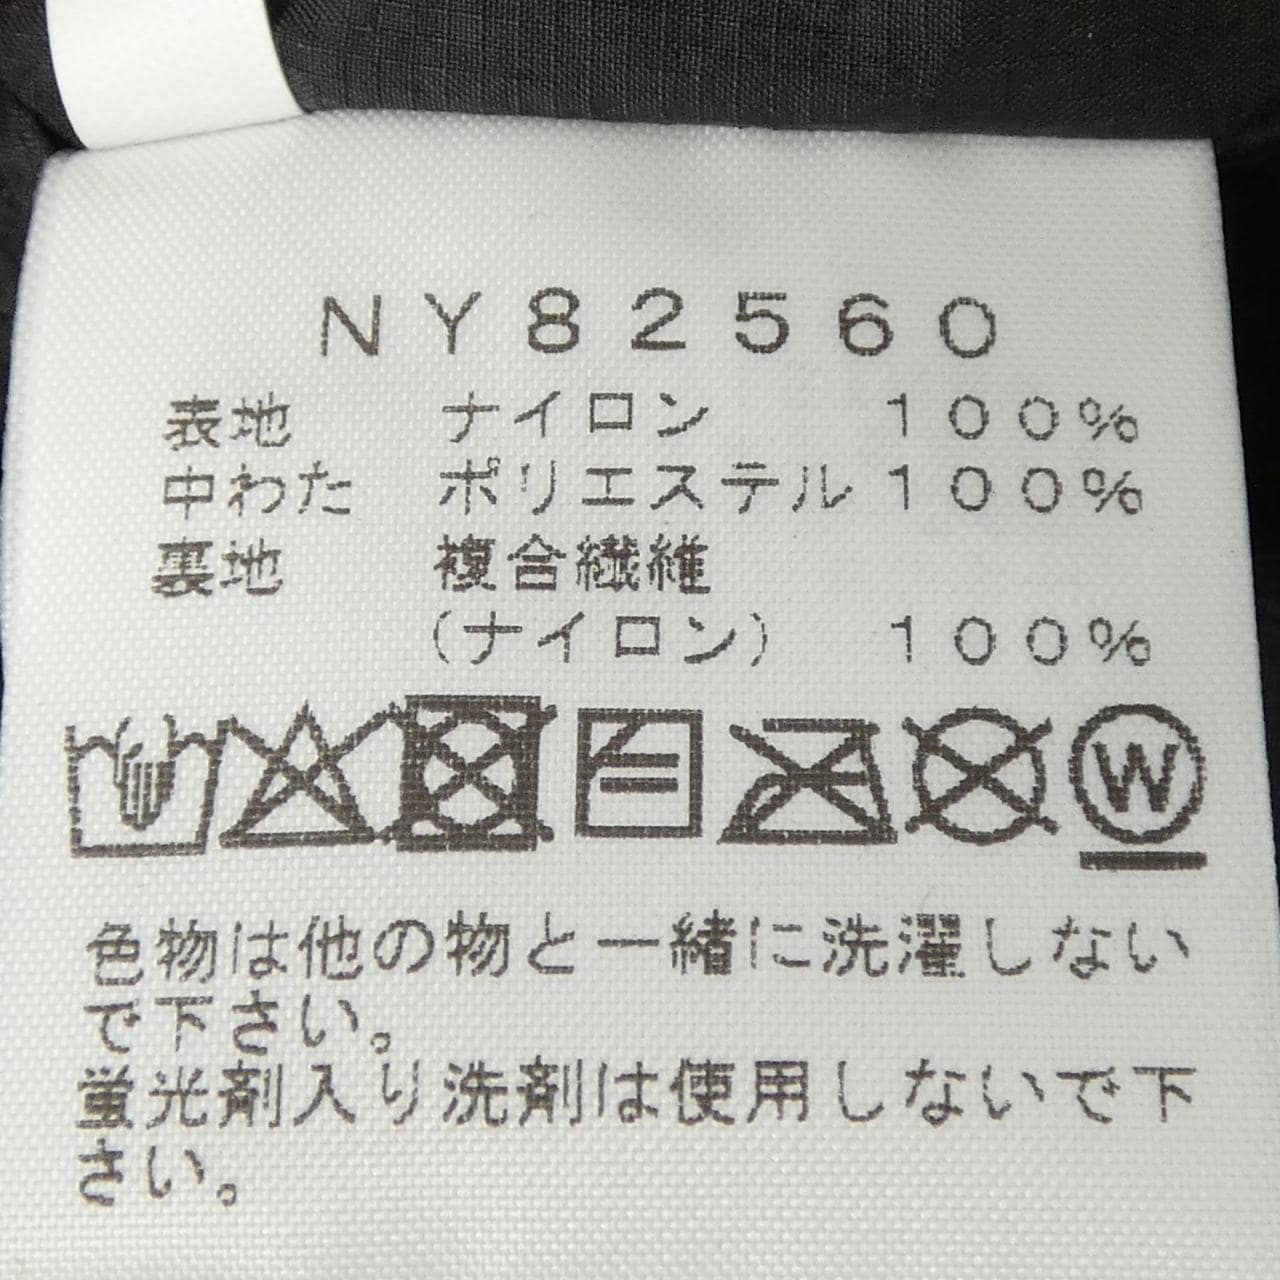 NY82560
表地 ナイロン 100%
中わた ポリエステル 100%
裏地 複合繊維
(ナイロン) 100%
W
色物は他の物と一緒に洗濯しない
で下さい。
蛍光剤入り洗剤は使用しないで下
さい。